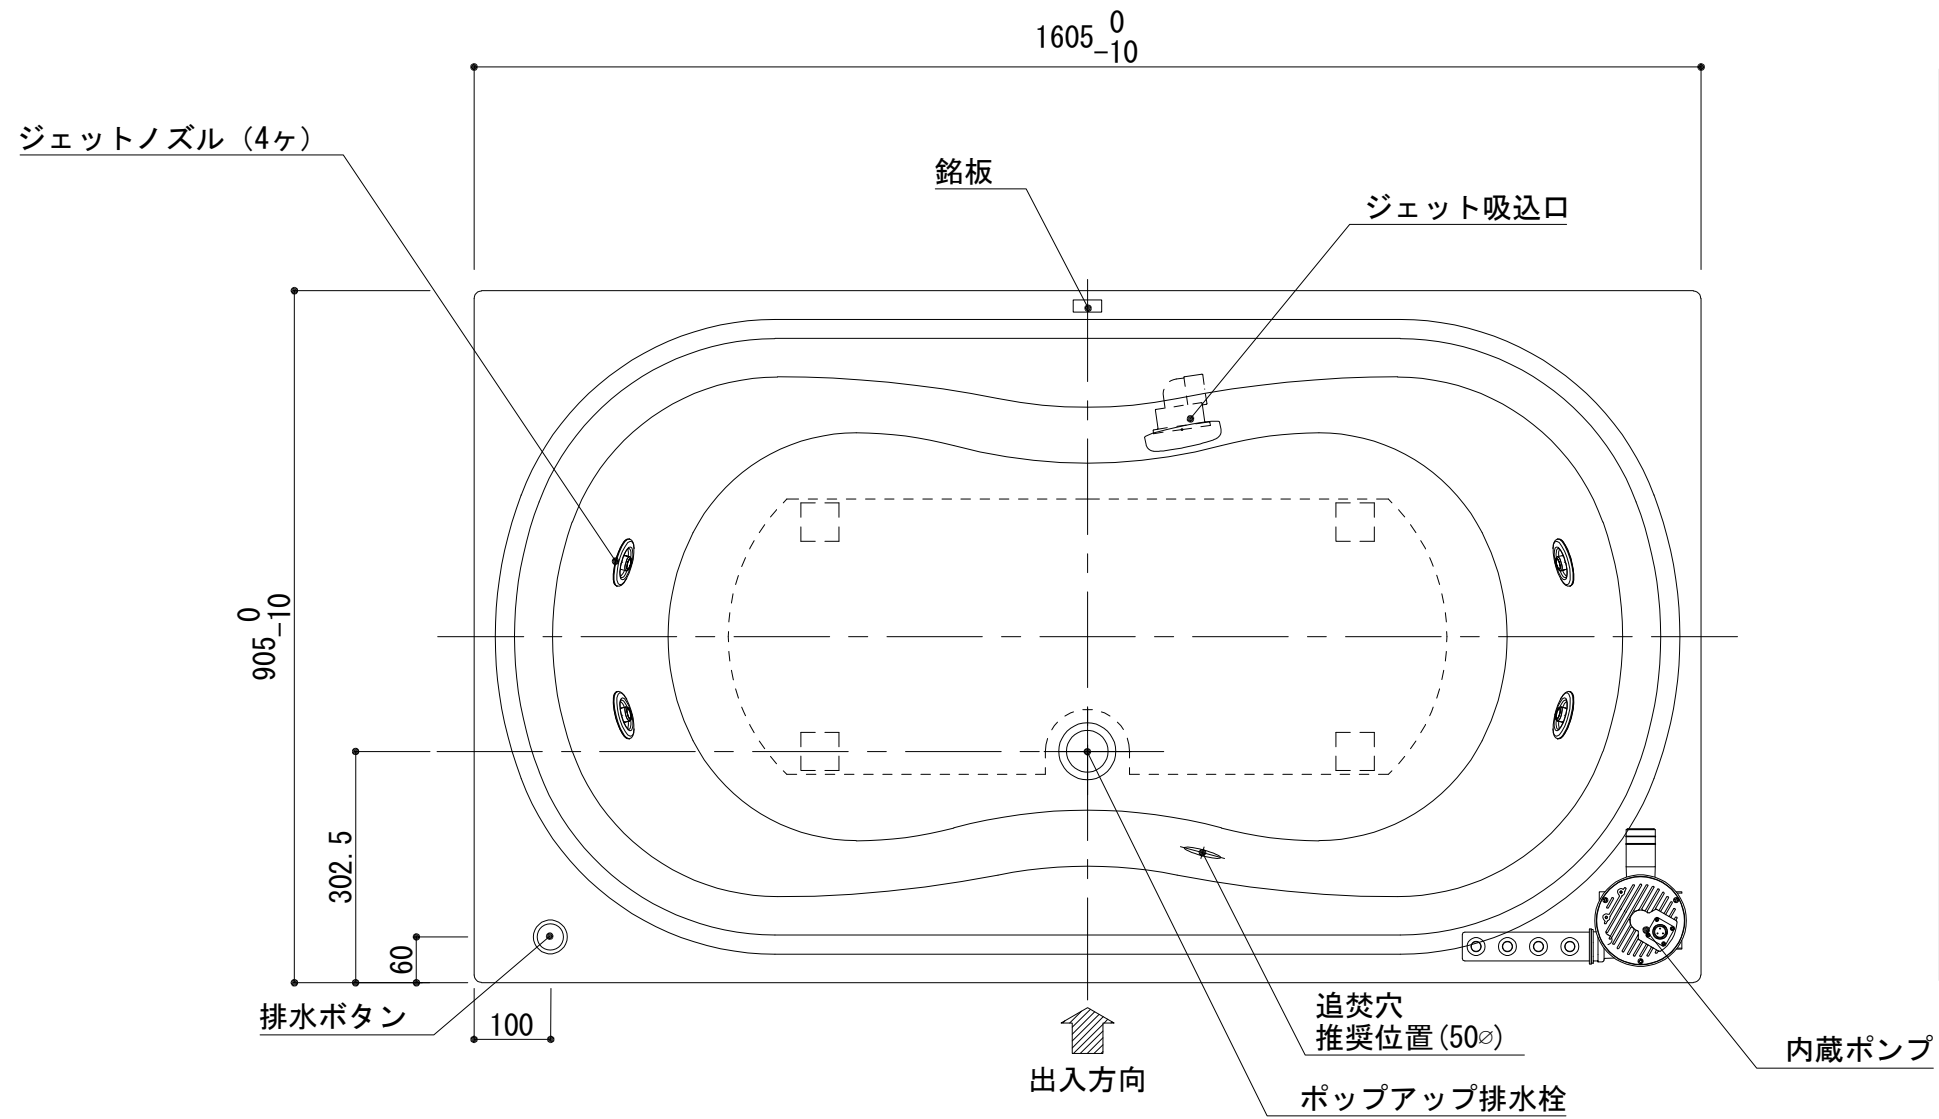 1605 0
-10
ジェットノズル (4ヶ)
銘板
ジェット吸込口
905 0
-10
302.5
60
排水ボタン
100
追焚穴
推奨位置(50∅)
出入方向
内蔵ポンプ
ポップアップ排水栓